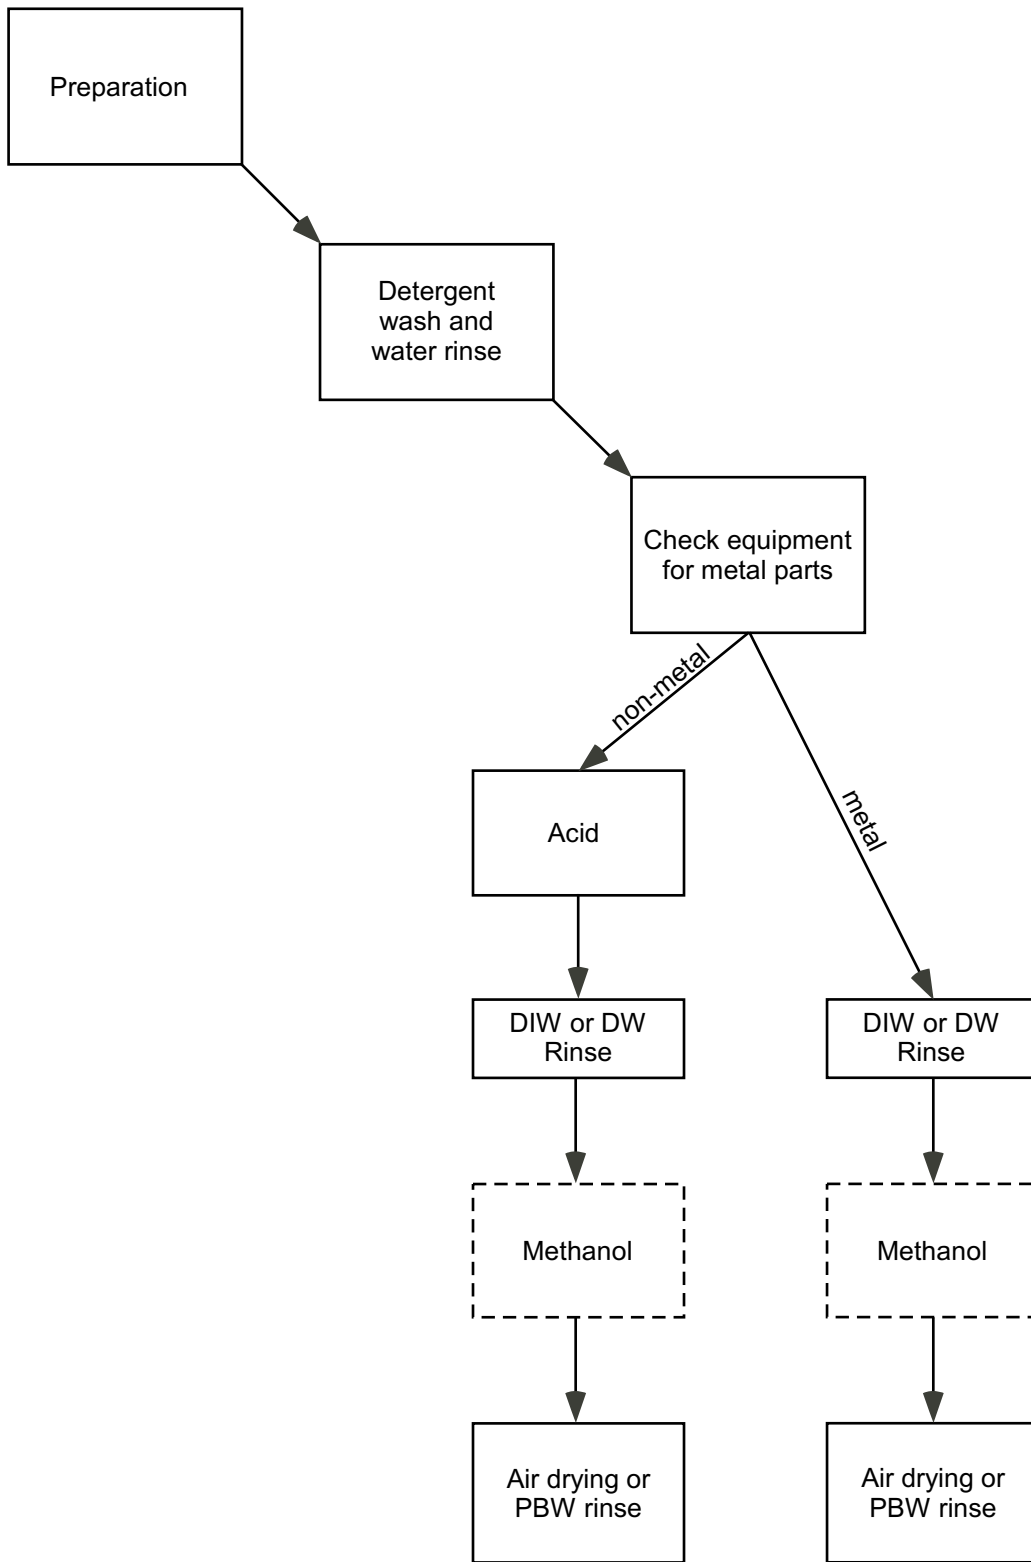 Preparation
Detergent
wash and
water rinse
Check equipment
for metal parts
non-metal
metal
Acid
DIW or DW
Rinse
DIW or DW
Rinse
Methanol
Methanol
Air drying or
PBW rinse
Air drying or
PBW rinse